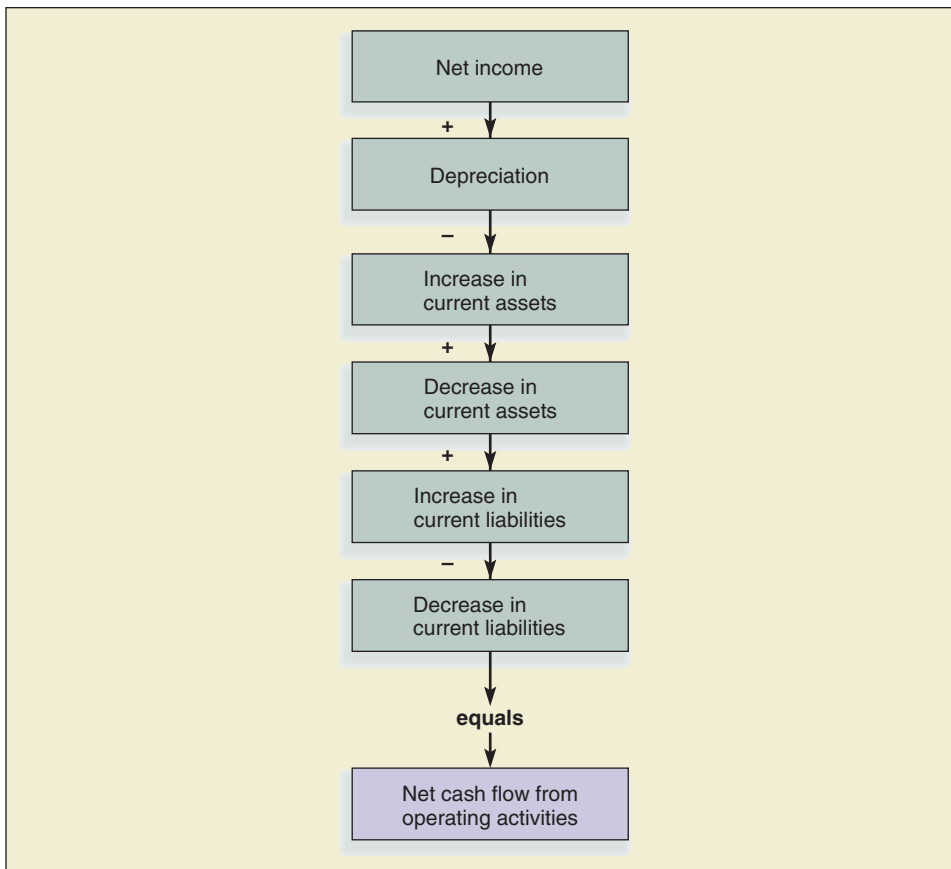 Net income
+
Depreciation
–
Increase in
current assets
+
Decrease in
current assets
+
Increase in
current liabilities
–
Decrease in
current liabilities
equals
Net cash flow from
operating activities